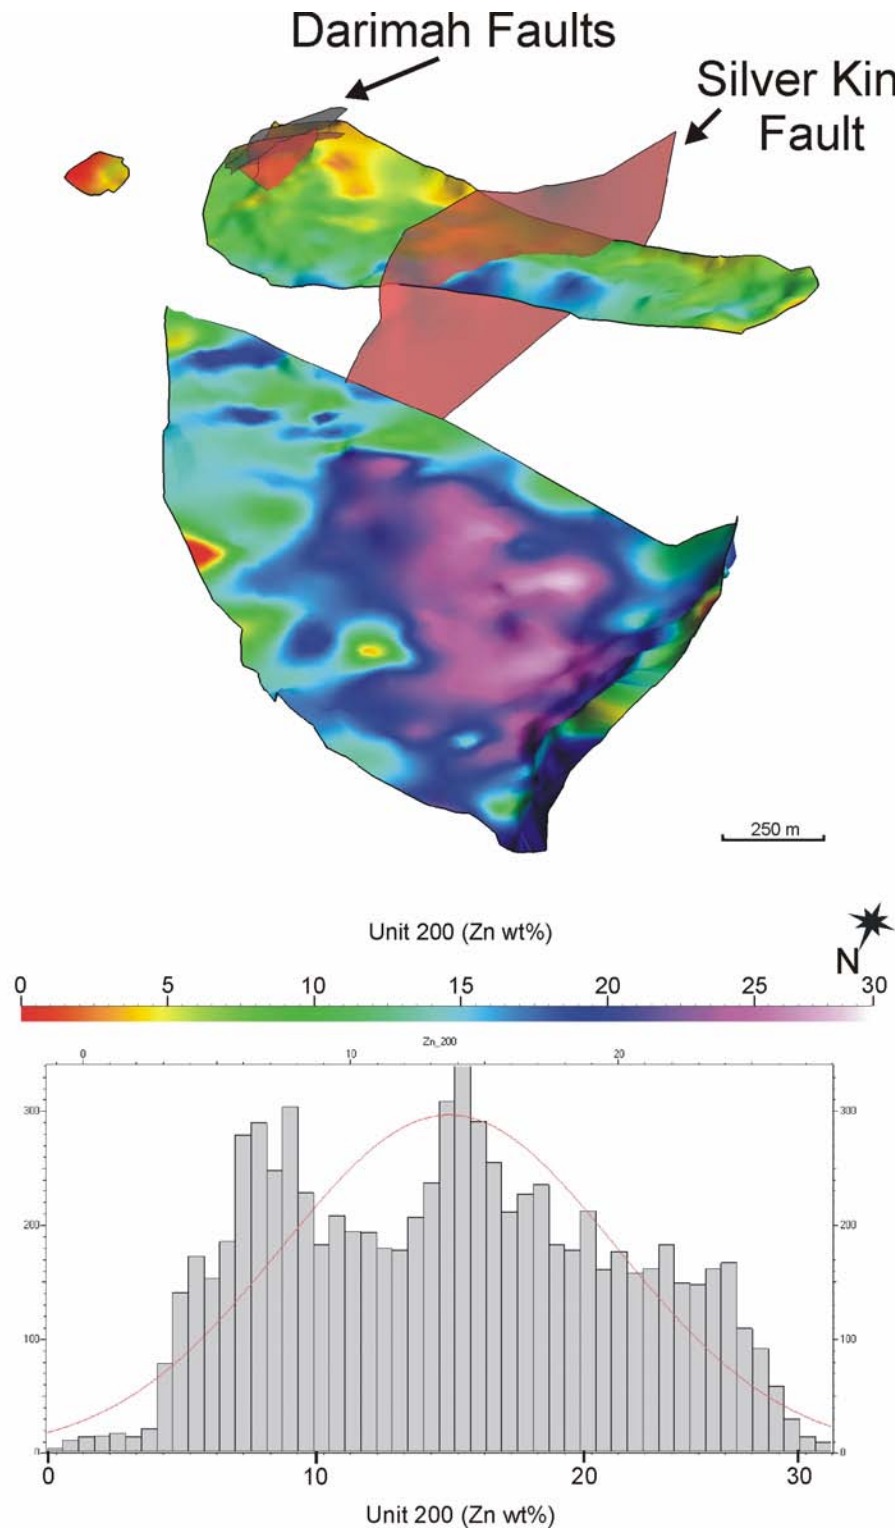 Darimah Faults
Silver Kin
Fault
250 m
Unit 200 (Zn wt%)
N
0 5 10 15 20 25 30
Zn_200
0 10 20
300 300
200 200
100 100
0 0
0 10 20 30
Unit 200 (Zn wt%)